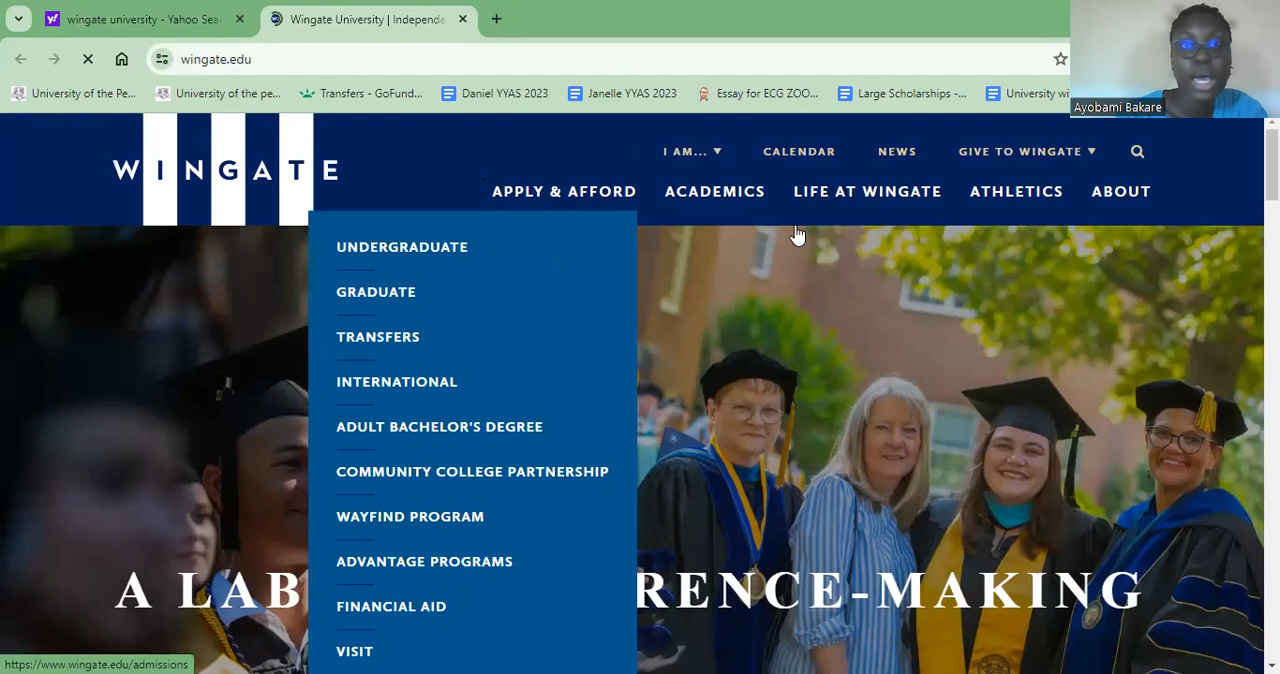 wingate university - Yahoo Sea
Wingate University | Independe
wingate.edu
University of the Pe...
University of the pe...
Transfers - GoFund...
Daniel YYAS 2023
Janelle YYAS 2023
Essay for ECG ZOO...
Large Scholarships -...
University wi
Ayobami Bakare
WINGATE
I AM...
CALENDAR
NEWS
GIVE TO WINGATE
APPLY & AFFORD
ACADEMICS
LIFE AT WINGATE
ATHLETICS
ABOUT
UNDERGRADUATE
GRADUATE
TRANSFERS
INTERNATIONAL
ADULT BACHELOR'S DEGREE
COMMUNITY COLLEGE PARTNERSHIP
WAYFIND PROGRAM
ADVANTAGE PROGRAMS
FINANCIAL AID
VISIT
A LAB RENCE-MAKING
https://www.wingate.edu/admissions